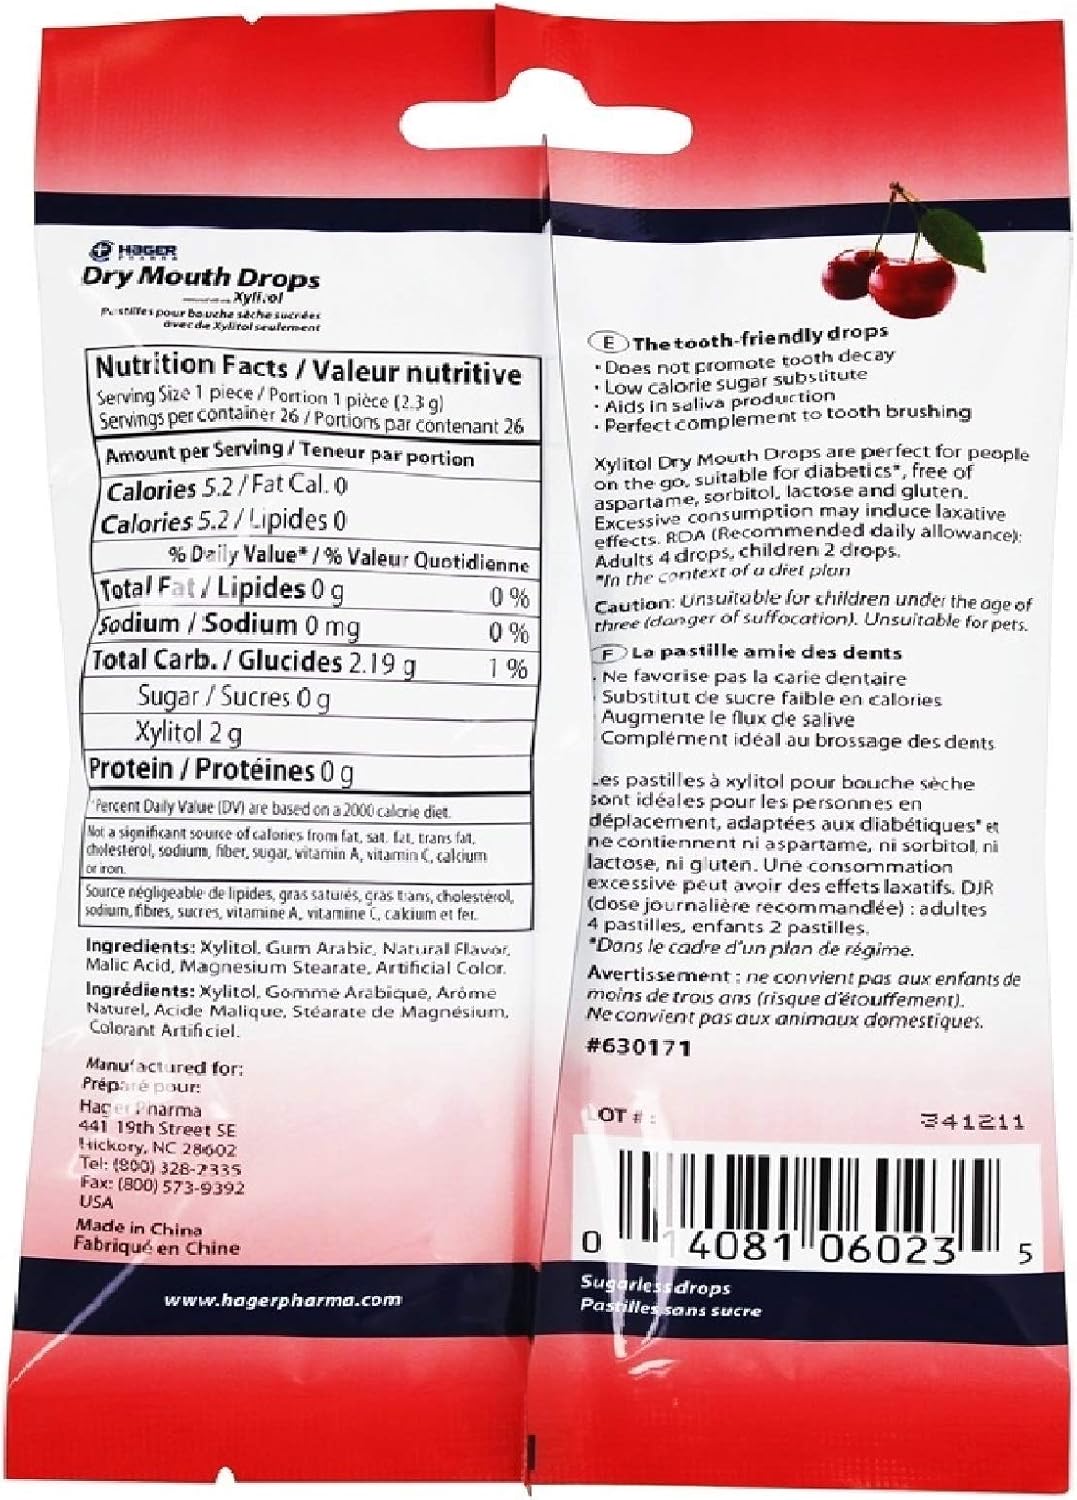 HAGER
PHARMA
Dry Mouth Drops
Xylitol
Pastilles pour bouche sèche sucrées
avec de Xylitol seulement
Nutrition Facts / Valeur nutritive
Serving Size 1 piece / Portion 1 pièce (2.3 g)
Servings per container 26 / Portions par contenant 26
Amount per Serving / Teneur par portion
Calories 5.2 / Fat Cal. 0
Calories 5.2 / Lipides 0
% Daily Value* / % Valeur Quotidienne
Total Fat / Lipides 0 g 0 %
Sodium / Sodium 0 mg 0 %
Total Carb. / Glucides 2.19 g 1 %
Sugar / Sucres 0 g
Xylitol 2 g
Protein / Protéines 0 g
*Percent Daily Value (DV) are based on a 2000 calorie diet.
Not a significant source of calories from fat, sat. fat, trans fat,
cholesterol, sodium, fiber, sugar, vitamin A, vitamin C, calcium
or iron.
Source négligeable de lipides, gras saturés, gras trans, cholestérol,
sodium, fibres, sucres, vitamine A, vitamine C, calcium et fer.
Ingredients: Xylitol, Gum Arabic, Natural Flavor,
Malic Acid, Magnesium Stearate, Artificial Color.
Ingrédients: Xylitol, Gomme Arabique, Arôme
Naturel, Acide Malique, Stéarate de Magnésium,
Colorant Artificiel.
Manufactured for:
Préparé pour:
Hager Pharma
441 19th Street SE
Hickory, NC 28602
Tel: (800) 328-2335
Fax: (800) 573-9392
USA
Made in China
Fabriqué en Chine
www.hagerpharma.com
E The tooth-friendly drops
· Does not promote tooth decay
· Low calorie sugar substitute
· Aids in saliva production
· Perfect complement to tooth brushing
Xylitol Dry Mouth Drops are perfect for people
on the go, suitable for diabetics*, free of
aspartame, sorbitol, lactose and gluten.
Excessive consumption may induce laxative
effects. RDA (Recommended daily allowance):
Adults 4 drops, children 2 drops.
*In the context of a diet plan
Caution: Unsuitable for children under the age of
three (danger of suffocation). Unsuitable for pets.
F La pastille amie des dents
· Ne favorise pas la carie dentaire
Substitut de sucre faible en calories
Augmente le flux de salive
Complément idéal au brossage des dents
Les pastilles à xylitol pour bouche sèche
sont idéales pour les personnes en
déplacement, adaptées aux diabétiques* et
ne contiennent ni aspartame, ni sorbitol, ni
lactose, ni gluten. Une consommation
excessive peut avoir des effets laxatifs. DJR
(dose journalière recommandée) : adultes
4 pastilles, enfants 2 pastilles.
*Dans le cadre d'un plan de régime.
Avertissement : ne convient pas aux enfants de
moins de trois ans (risque d'étouffement).
Ne convient pas aux animaux domestiques.
#630171
LOT # : 341211
0 14081 06023 5
Sugarless drops
Pastilles sans sucre